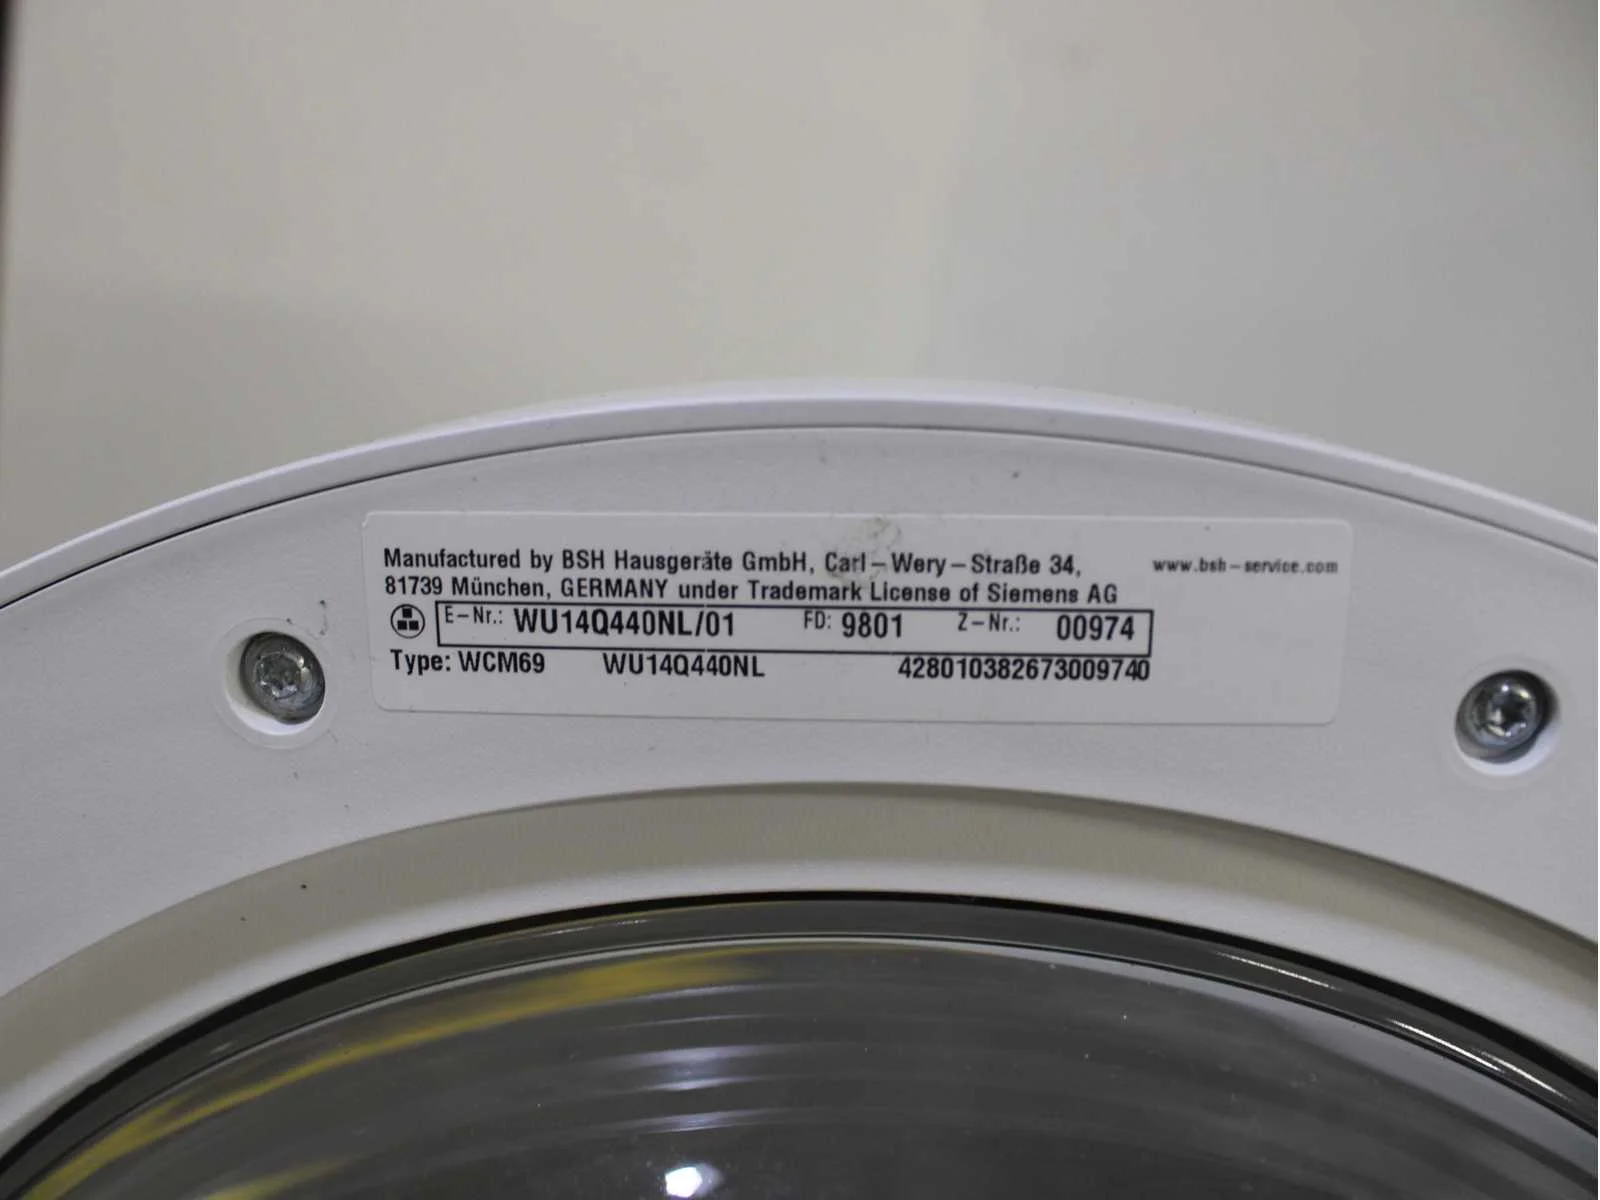 Manufactured by BSH Hausgeräte GmbH, Carl-Wery-Straße 34,
www.bsh-service.com
81739 München, GERMANY under Trademark License of Siemens AG
E-Nr.: WU14Q440NL/01 FD: 9801 Z-Nr.: 00974
Type: WCM69 WU14Q440NL 428010382673009740